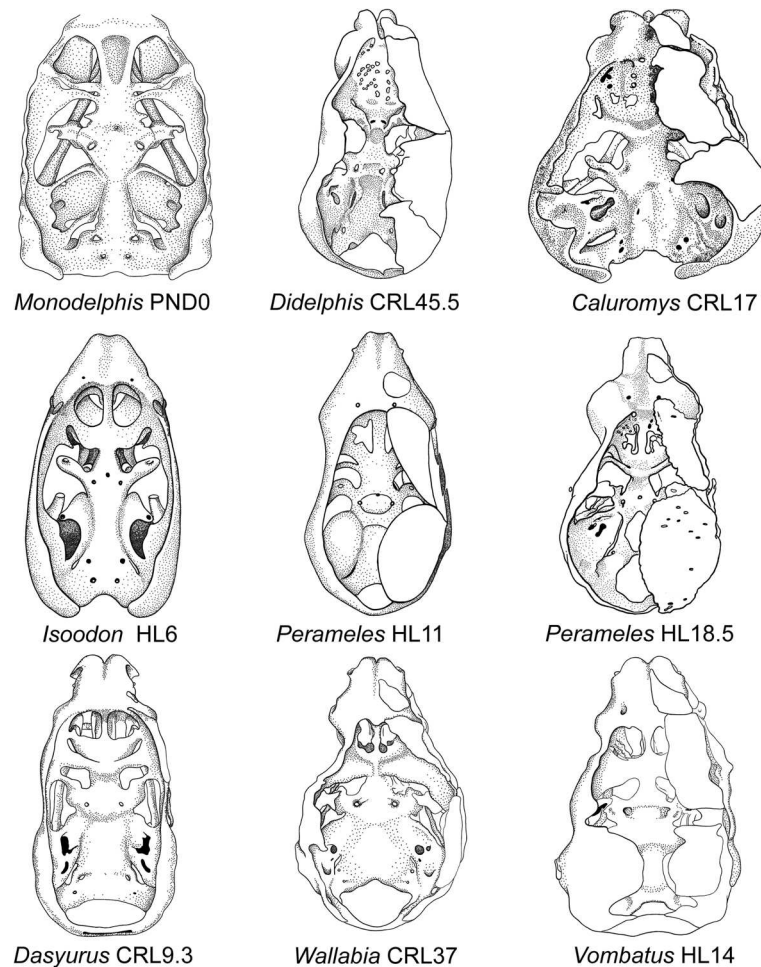 Monodelphis PND0 Didelphis CRL45.5 Caluromys CRL17
Isoodon HL6 Perameles HL11 Perameles HL18.5
Dasyurus CRL9.3 Wallabia CRL37 Vombatus HL14